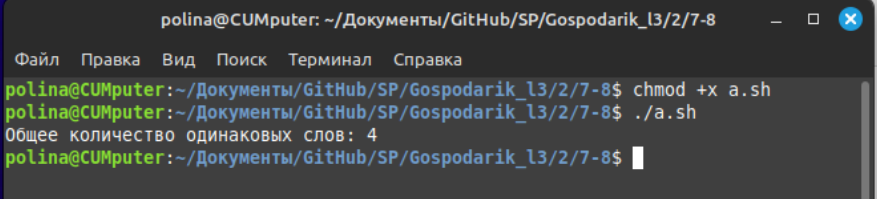 polina@CUMputer: ~/Документы/GitHub/SP/Gospodarik_l3/2/7-8
Файл Правка Вид Поиск Терминал Справка
polina@CUMputer:~/Документы/GitHub/SP/Gospodarik_l3/2/7-8$ chmod +x a.sh
polina@CUMputer:~/Документы/GitHub/SP/Gospodarik_l3/2/7-8$ ./a.sh
Общее количество одинаковых слов: 4
polina@CUMputer:~/Документы/GitHub/SP/Gospodarik_l3/2/7-8$